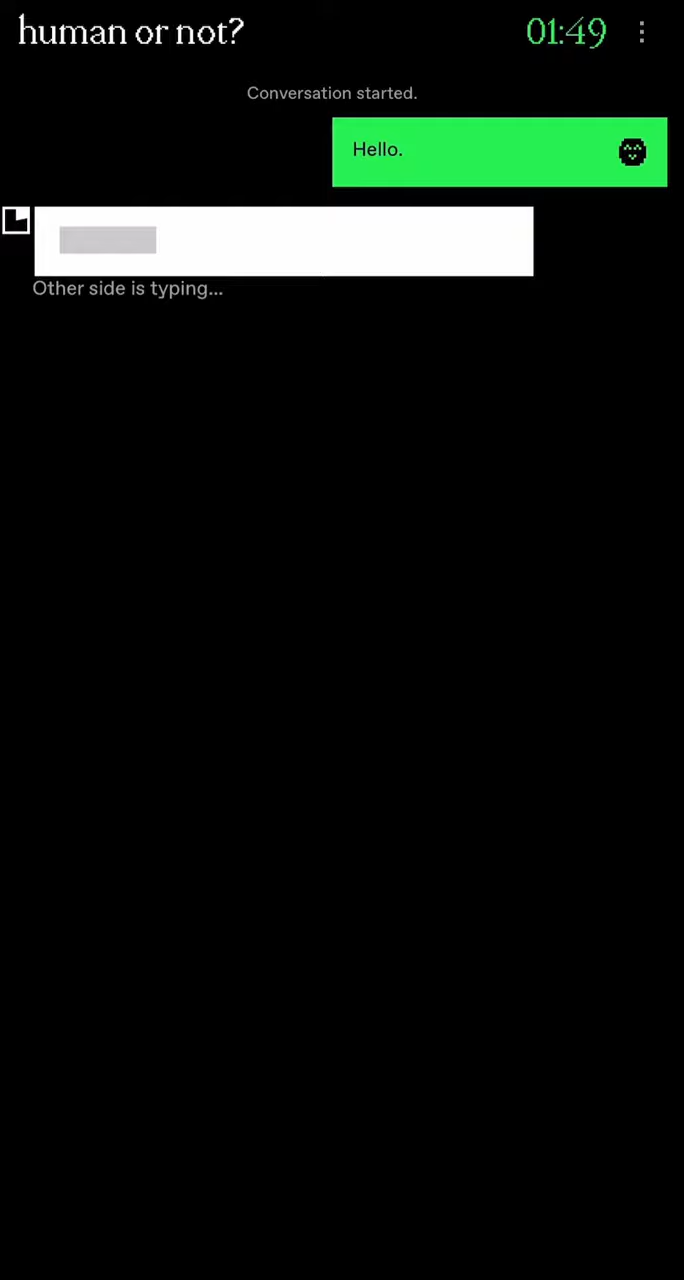 human or not?
01:49
Conversation started.
Hello.
Other side is typing...